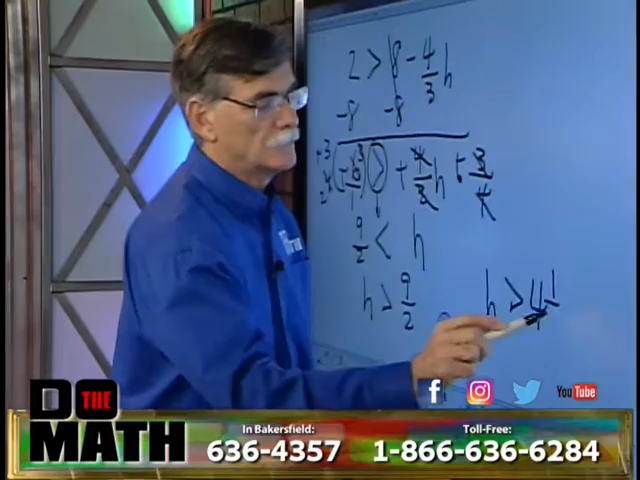 2 > 8 - 4/3 h
-8 -8
9/2 < h
h > 9/2
h > 4 1
f
YouTube
DO THE MATH
In Bakersfield:
636-4357
Toll-Free:
1-866-636-6284